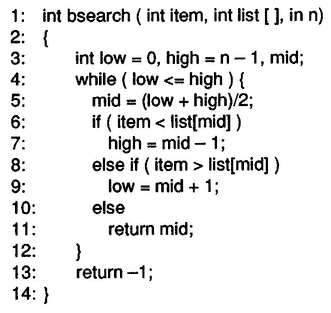 1: int bsearch ( int item, int list [ ], in n)
2: {
3: int low = 0, high = n – 1, mid;
4: while ( low <= high ) {
5: mid = (low + high)/2;
6: if ( item < list[mid] )
7: high = mid – 1;
8: else if ( item > list[mid] )
9: low = mid + 1;
10: else
11: return mid;
12: }
13: return –1;
14: }